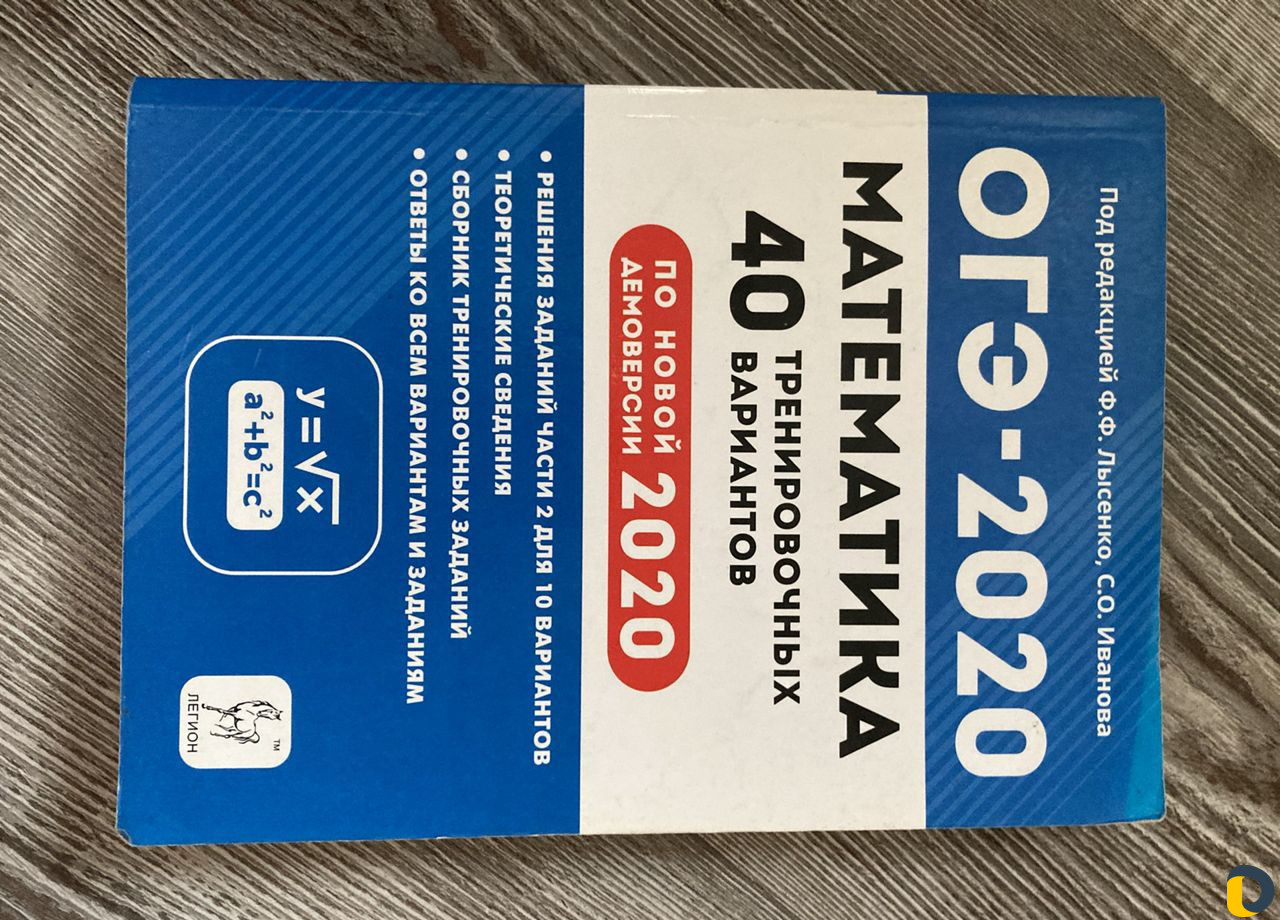 Под редакцией Ф.Ф. Лысенко, С.О. Иванова
ОГЭ-2020
МАТЕМАТИКА
40 ТРЕНИРОВОЧНЫХ
ВАРИАНТОВ
ПО НОВОЙ
ДЕМОВЕРСИИ 2020
• РЕШЕНИЯ ЗАДАНИЙ ЧАСТИ 2 ДЛЯ 10 ВАРИАНТОВ
• ТЕОРЕТИЧЕСКИЕ СВЕДЕНИЯ
• СБОРНИК ТРЕНИРОВОЧНЫХ ЗАДАНИЙ
• ОТВЕТЫ КО ВСЕМ ВАРИАНТАМ И ЗАДАНИЯМ
y=√x
a²+b²=c²
TM
ЛЕГИОН